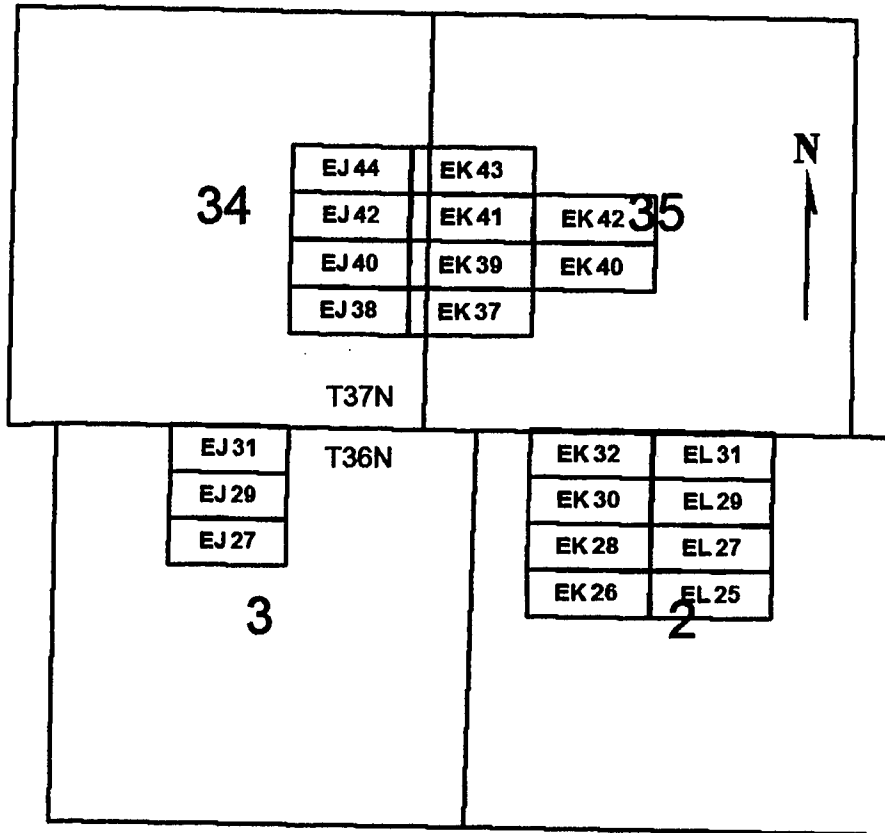 N
EJ 44 EK 43
34 EJ 42 EK 41 EK 42 35
EJ 40 EK 39 EK 40
EJ 38 EK 37
T37N
EJ 31 T36N EK 32 EL 31
EJ 29 EK 30 EL 29
EJ 27 EK 28 EL 27
EK 26 EL 25
3 2